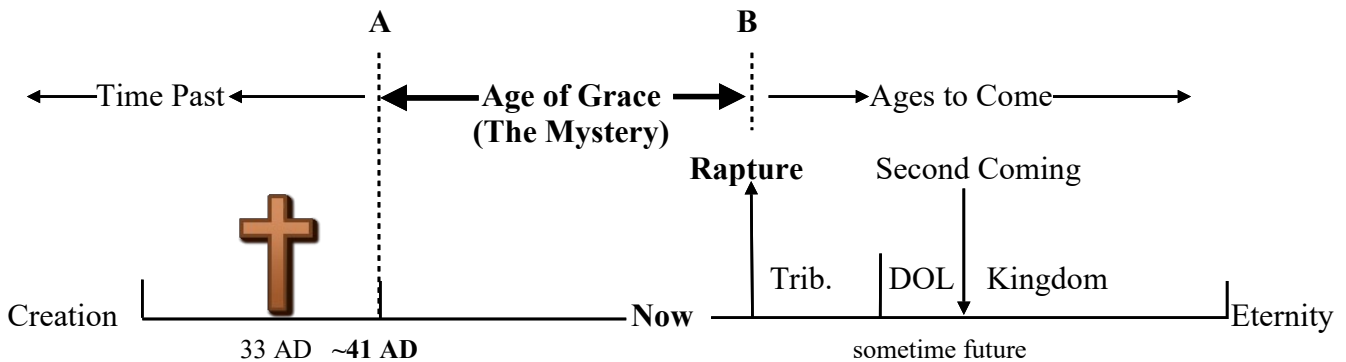 A B
Time Past Age of Grace Ages to Come
(The Mystery)
Rapture Second Coming
Trib. DOL Kingdom
Creation Now Eternity
33 AD ~41 AD sometime future